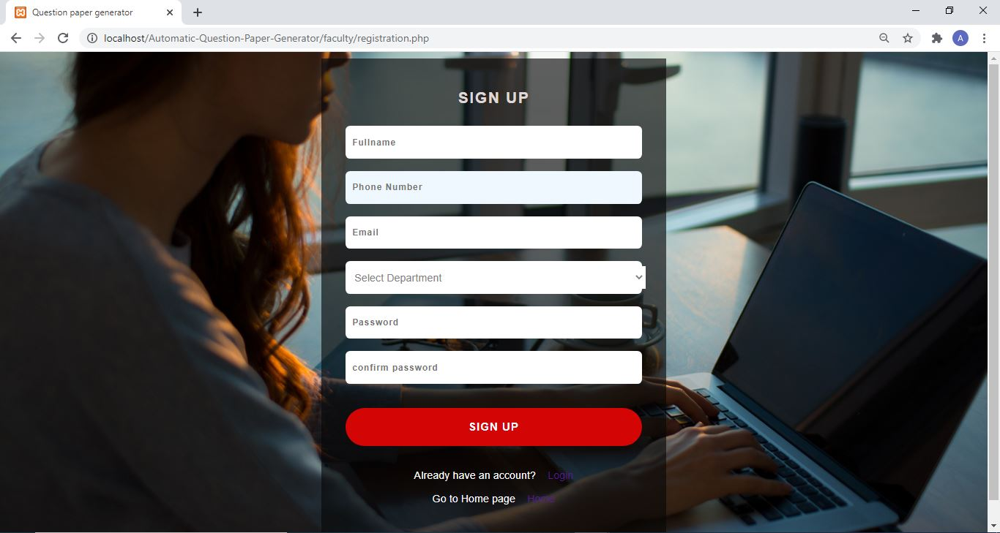 Question paper generator
localhost/Automatic-Question-Paper-Generator/faculty/registration.php
A
SIGN UP
Fullname
Phone Number
Email
Select Department
Password
confirm password
SIGN UP
Already have an account? Login
Go to Home page Home